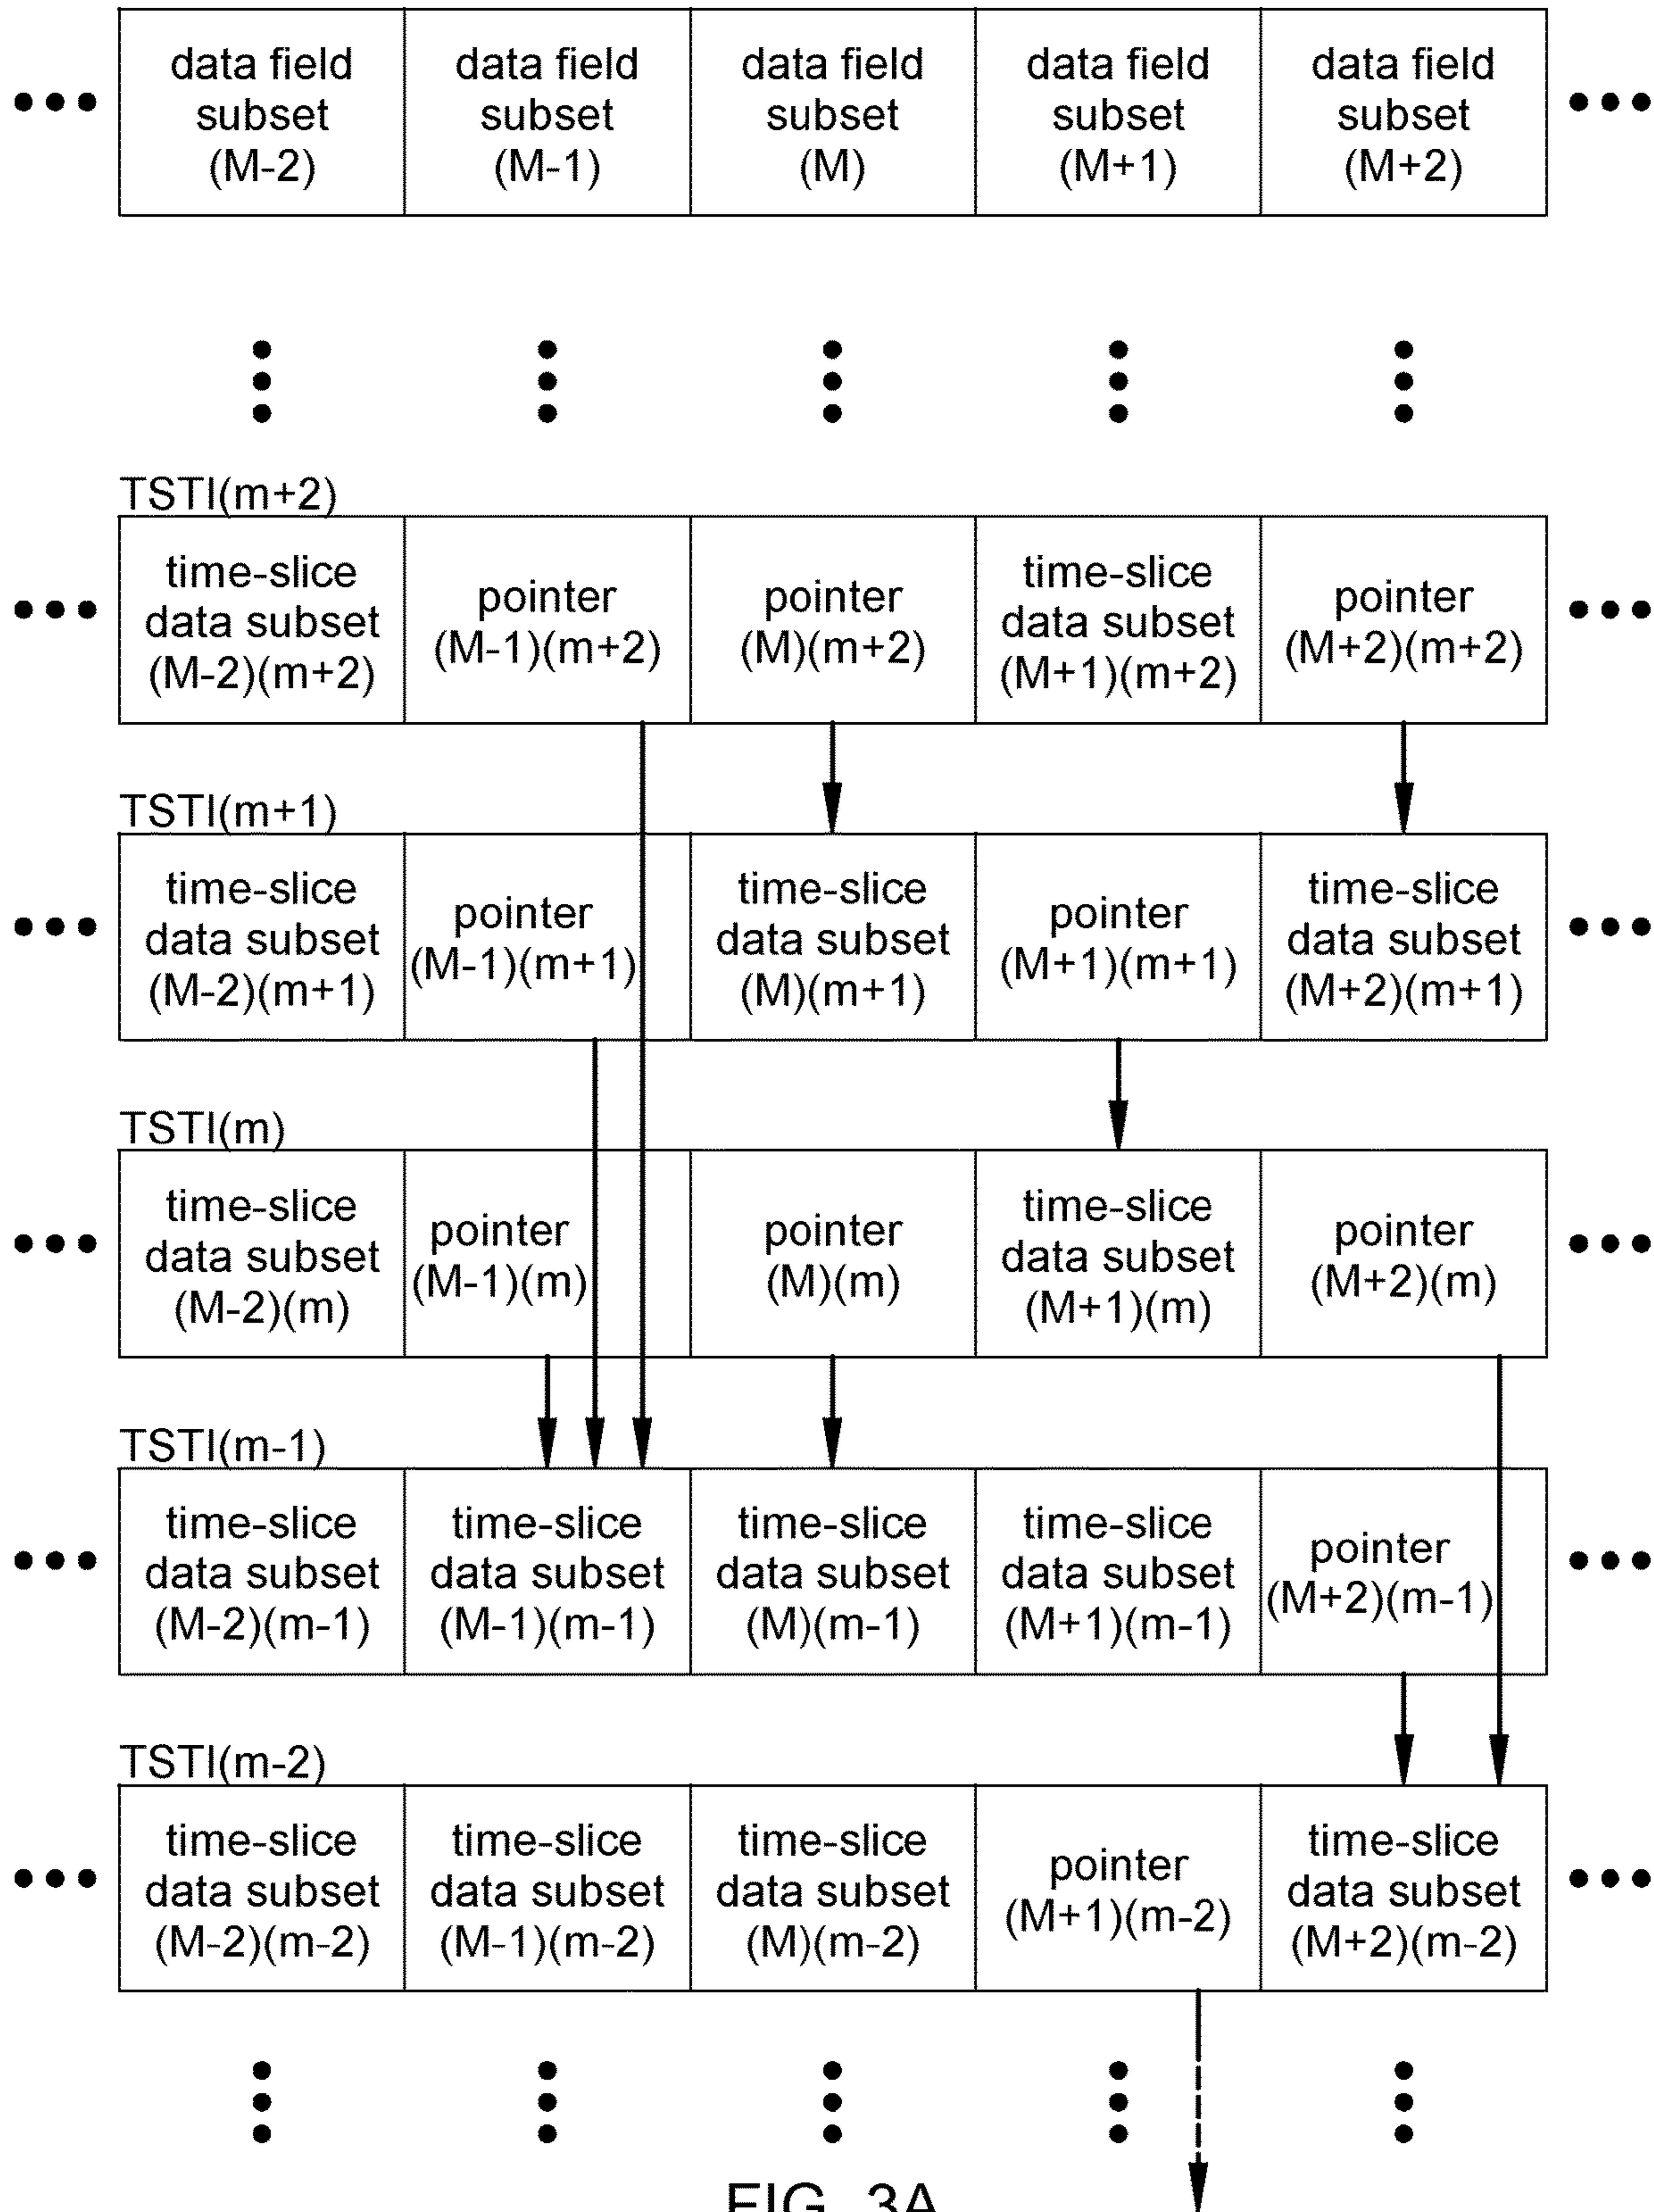 data field
subset
(M-2)
data field
subset
(M-1)
data field
subset
(M)
data field
subset
(M+1)
data field
subset
(M+2)
TSTI(m+2)
time-slice
data subset
(M-2)(m+2)
pointer
(M-1)(m+2)
pointer
(M)(m+2)
time-slice
data subset
(M+1)(m+2)
pointer
(M+2)(m+2)
TSTI(m+1)
time-slice
data subset
(M-2)(m+1)
pointer
(M-1)(m+1)
time-slice
data subset
(M)(m+1)
pointer
(M+1)(m+1)
time-slice
data subset
(M+2)(m+1)
TSTI(m)
time-slice
data subset
(M-2)(m)
pointer
(M-1)(m)
pointer
(M)(m)
time-slice
data subset
(M+1)(m)
pointer
(M+2)(m)
TSTI(m-1)
time-slice
data subset
(M-2)(m-1)
time-slice
data subset
(M-1)(m-1)
time-slice
data subset
(M)(m-1)
time-slice
data subset
(M+1)(m-1)
pointer
(M+2)(m-1)
TSTI(m-2)
time-slice
data subset
(M-2)(m-2)
time-slice
data subset
(M-1)(m-2)
time-slice
data subset
(M)(m-2)
pointer
(M+1)(m-2)
time-slice
data subset
(M+2)(m-2)
FIG. 3A